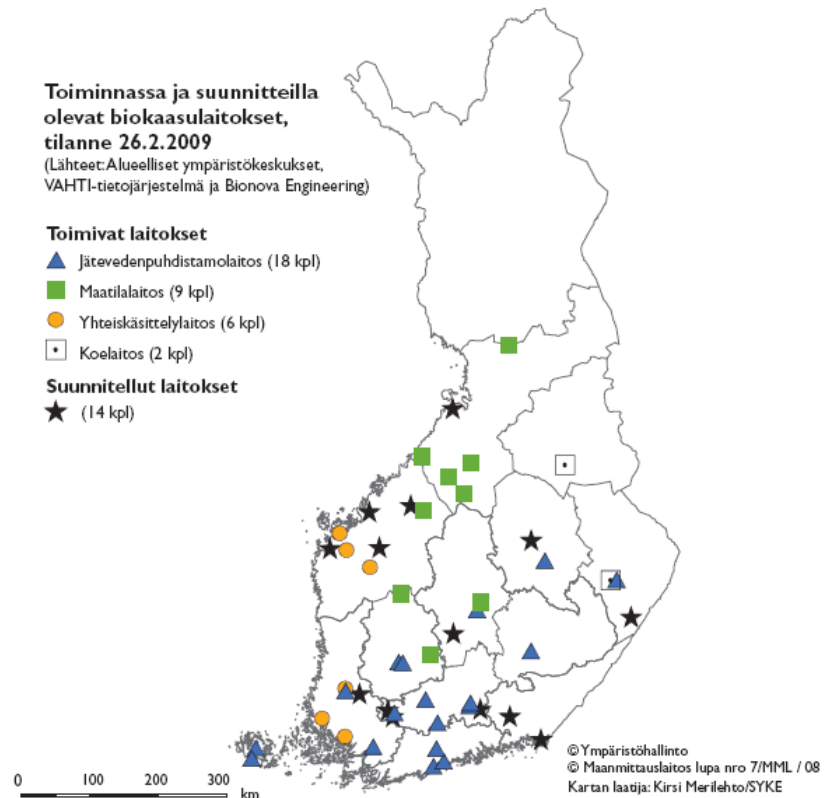 Toiminnassa ja suunnitteilla
olevat biokaasulaitokset,
tilanne 26.2.2009
(Lähteet:Alueelliset ympäristökeskukset,
VAHTI-tietojärjestelmä ja Bionova Engineering)
Toimivat laitokset
Jätevedenpuhdistamolaitos (18 kpl)
Maatilalaitos (9 kpl)
Yhteiskäsittelylaitos (6 kpl)
Koelaitos (2 kpl)
Suunnitellut laitokset
(14 kpl)
0 100 200 300
km
©Ympäristöhallinto
© Maanmittauslaitos lupa nro 7/MML / 08
Kartan laatija: Kirsi Merilehto/SYKE